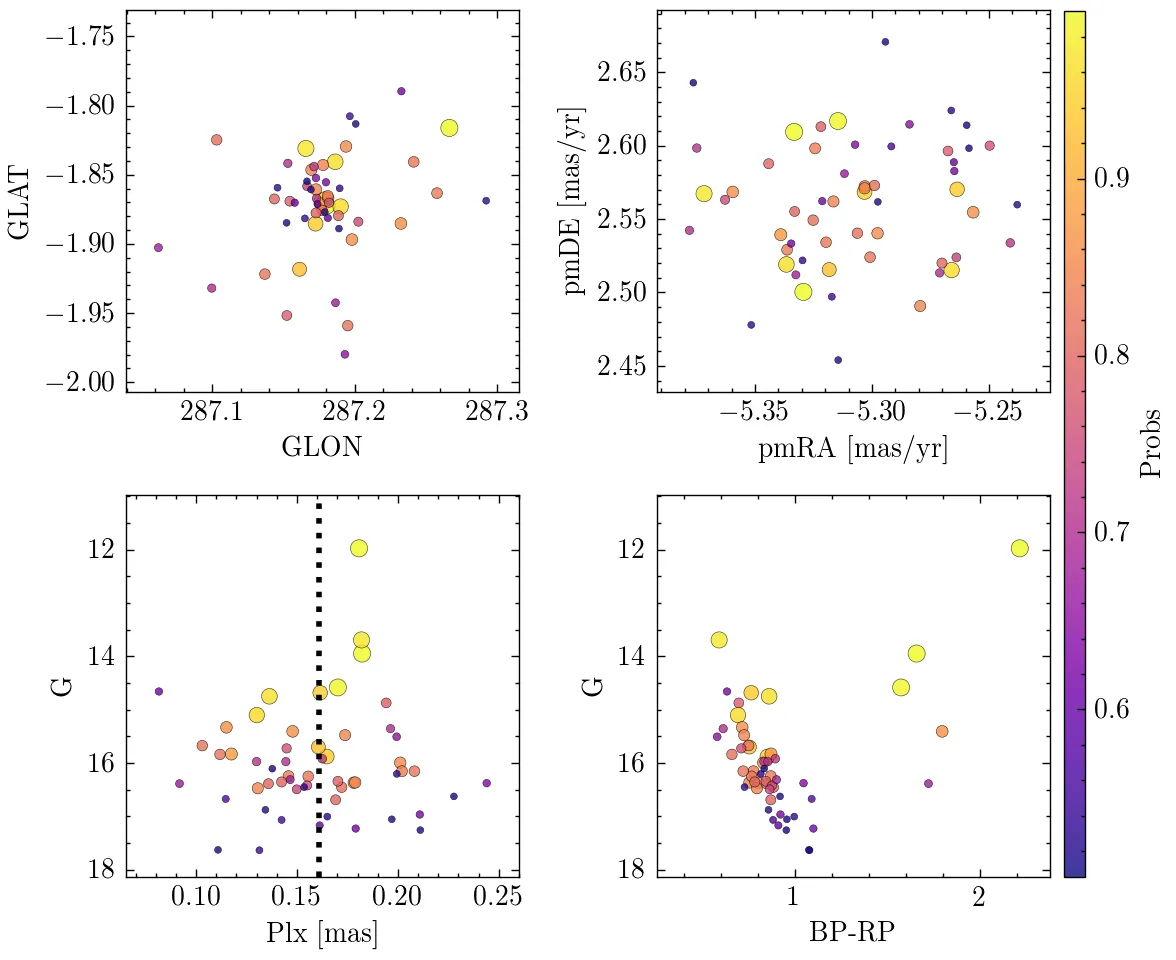 −1.75
−1.80
−1.85
−1.90
−1.95
−2.00
GLAT
287.1 287.2 287.3
GLON
2.65
2.60
2.55
2.50
2.45
pmDE [mas/yr]
−5.35 −5.30 −5.25
pmRA [mas/yr]
0.9
0.8
0.7
0.6
Probs
12
14
16
18
G
0.10 0.15 0.20 0.25
Plx [mas]
12
14
16
18
G
1 2
BP-RP